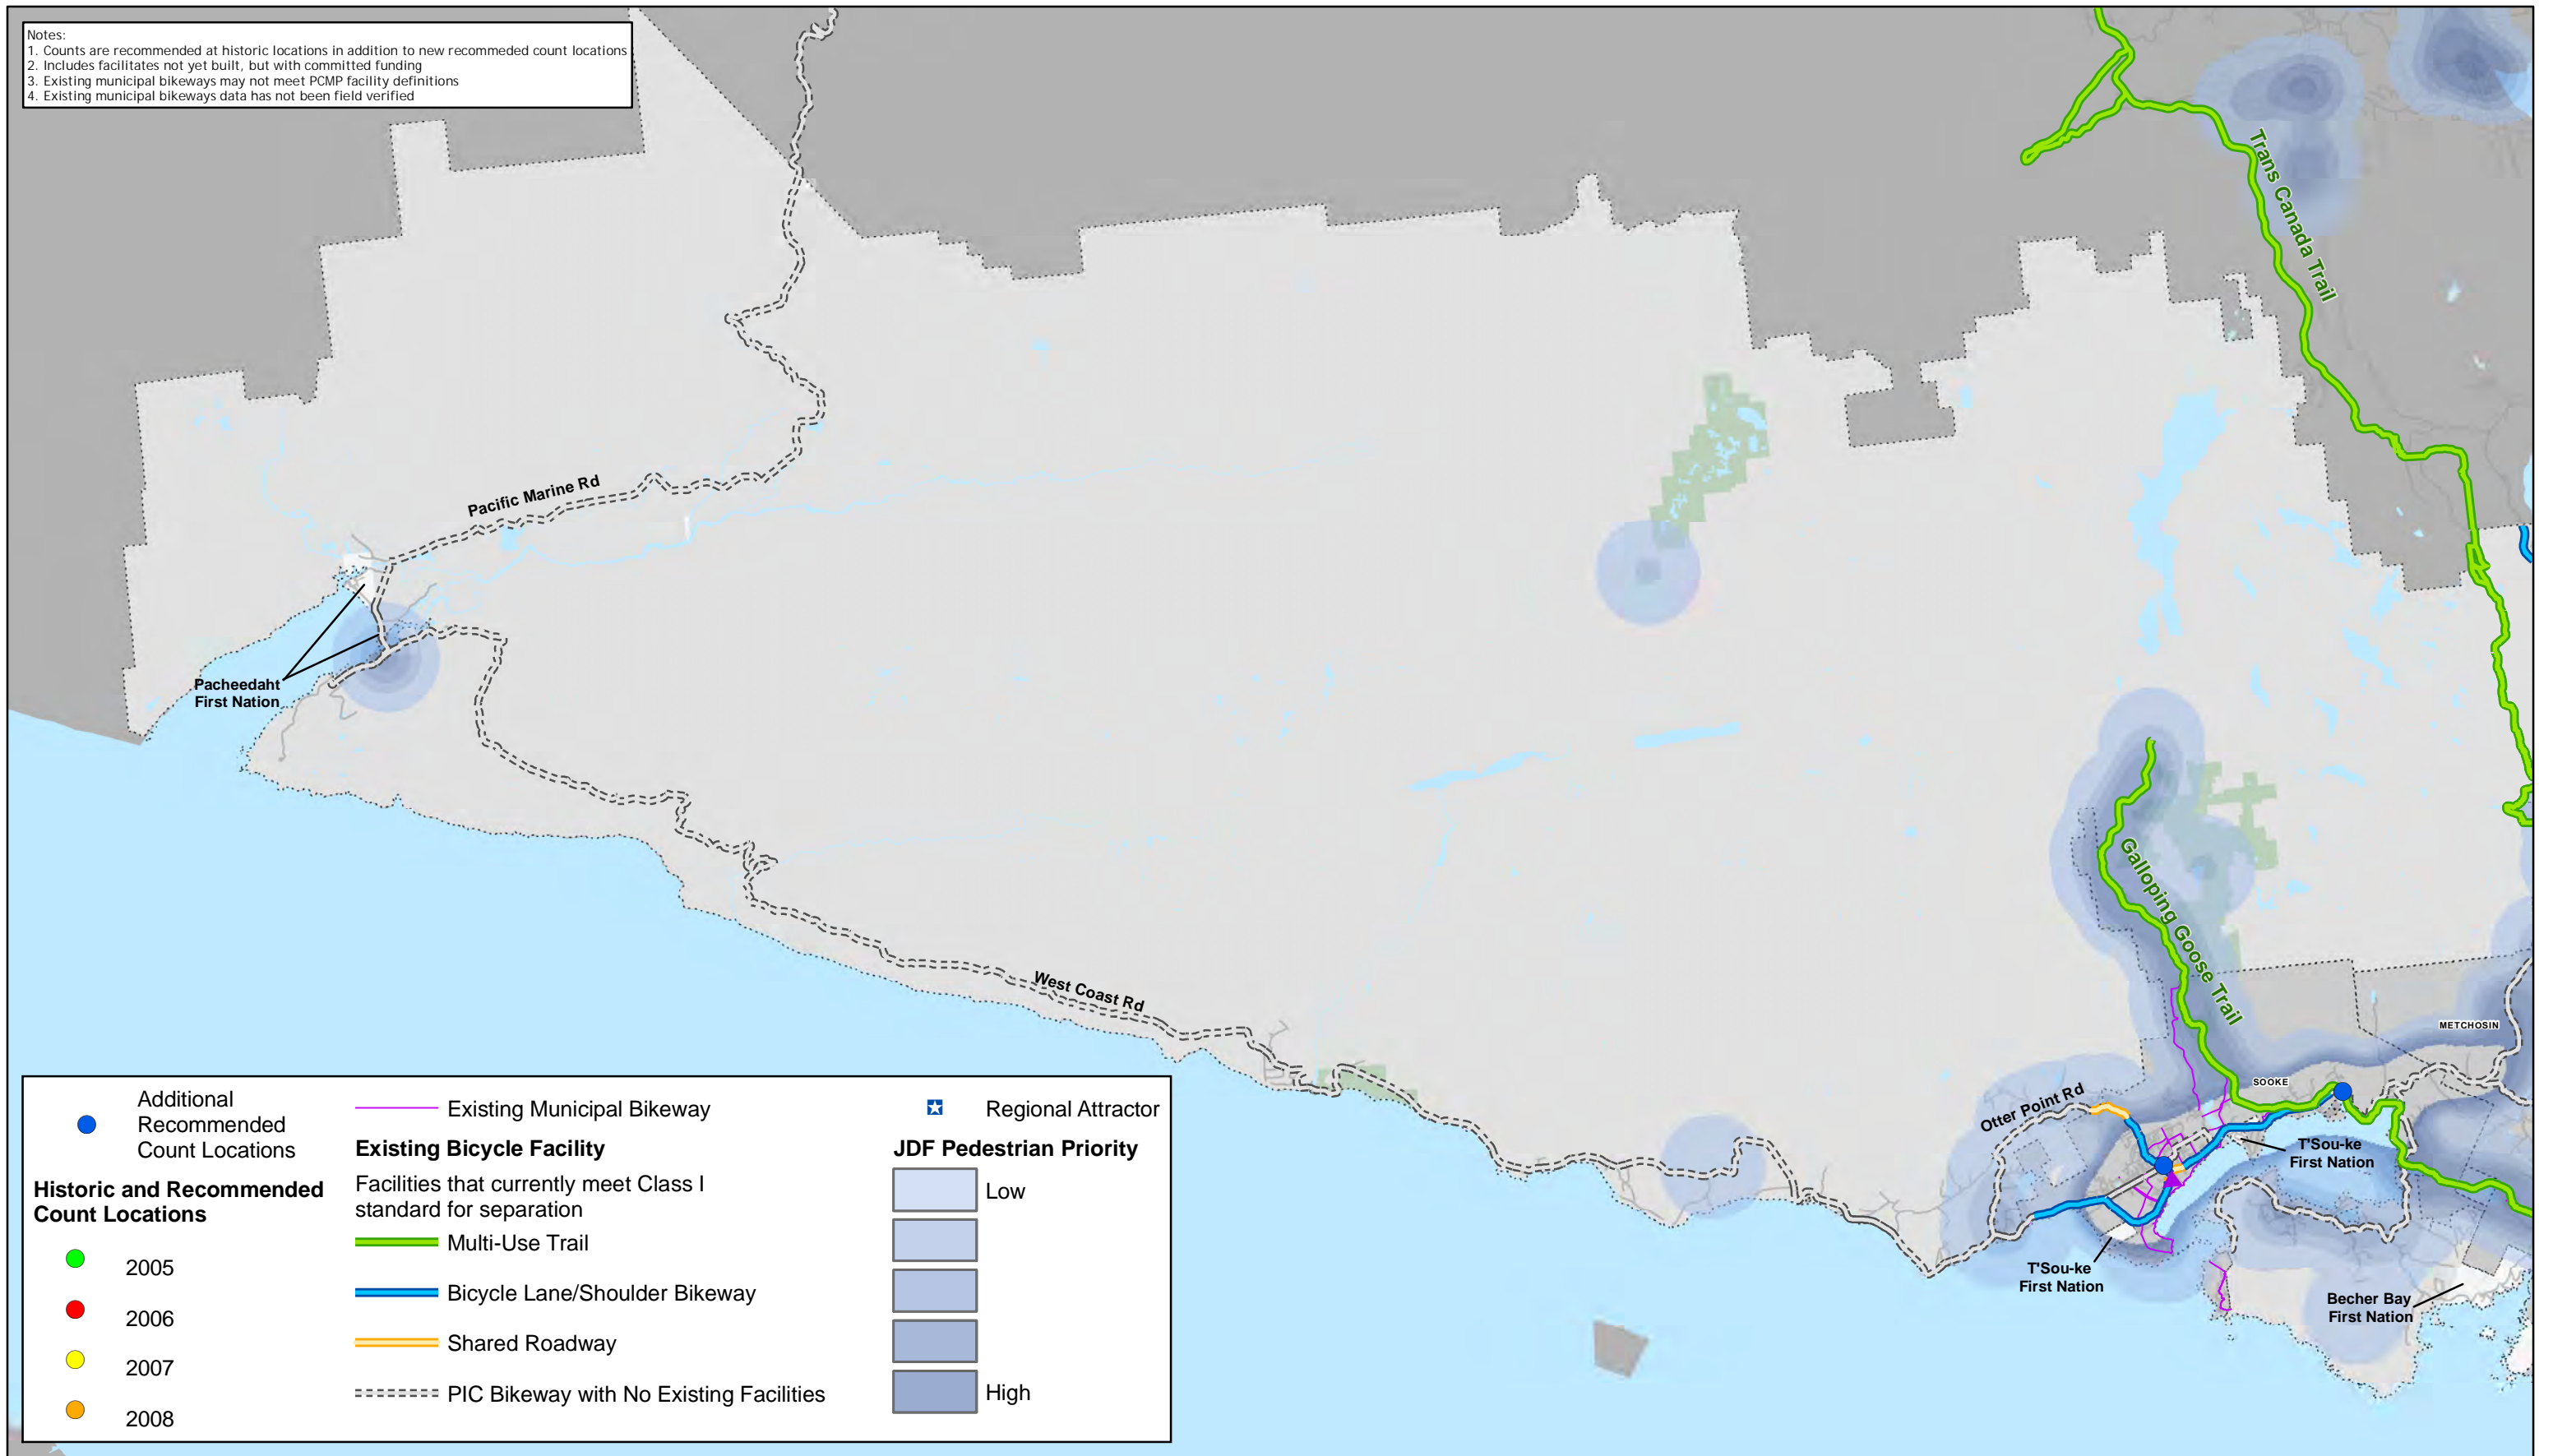 Notes:
1. Counts are recommended at historic locations in addition to new recommeded count locations
2. Includes facilitates not yet built, but with committed funding
3. Existing municipal bikeways may not meet PCMP facility definitions
4. Existing municipal bikeways data has not been field verified
Trans Canada Trail
Pacific Marine Rd
Pacheedaht
First Nation
Galloping Goose Trail
West Coast Rd
METCHOSIN
SOOKE
Otter Point Rd
T'Sou-ke
First Nation
T'Sou-ke
First Nation
Becher Bay
First Nation
Additional
Recommended
Count Locations
Historic and Recommended
Count Locations
2005
2006
2007
2008
Existing Municipal Bikeway
Existing Bicycle Facility
Facilities that currently meet Class I
standard for separation
Multi-Use Trail
Bicycle Lane/Shoulder Bikeway
Shared Roadway
PIC Bikeway with No Existing Facilities
Regional Attractor
JDF Pedestrian Priority
Low
High